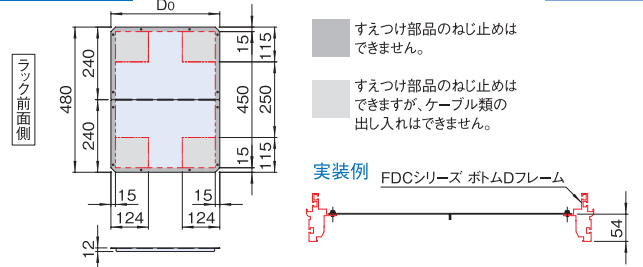 D₀
ラック前面側
480
240
240
15
115
450
250
15
115
15
15
124
124
12
すえつけ部品のねじ止めは
できません。
すえつけ部品のねじ止めは
できますが、ケーブル類の
出し入れはできません。
実装例
FDCシリーズ ボトムDフレーム
54